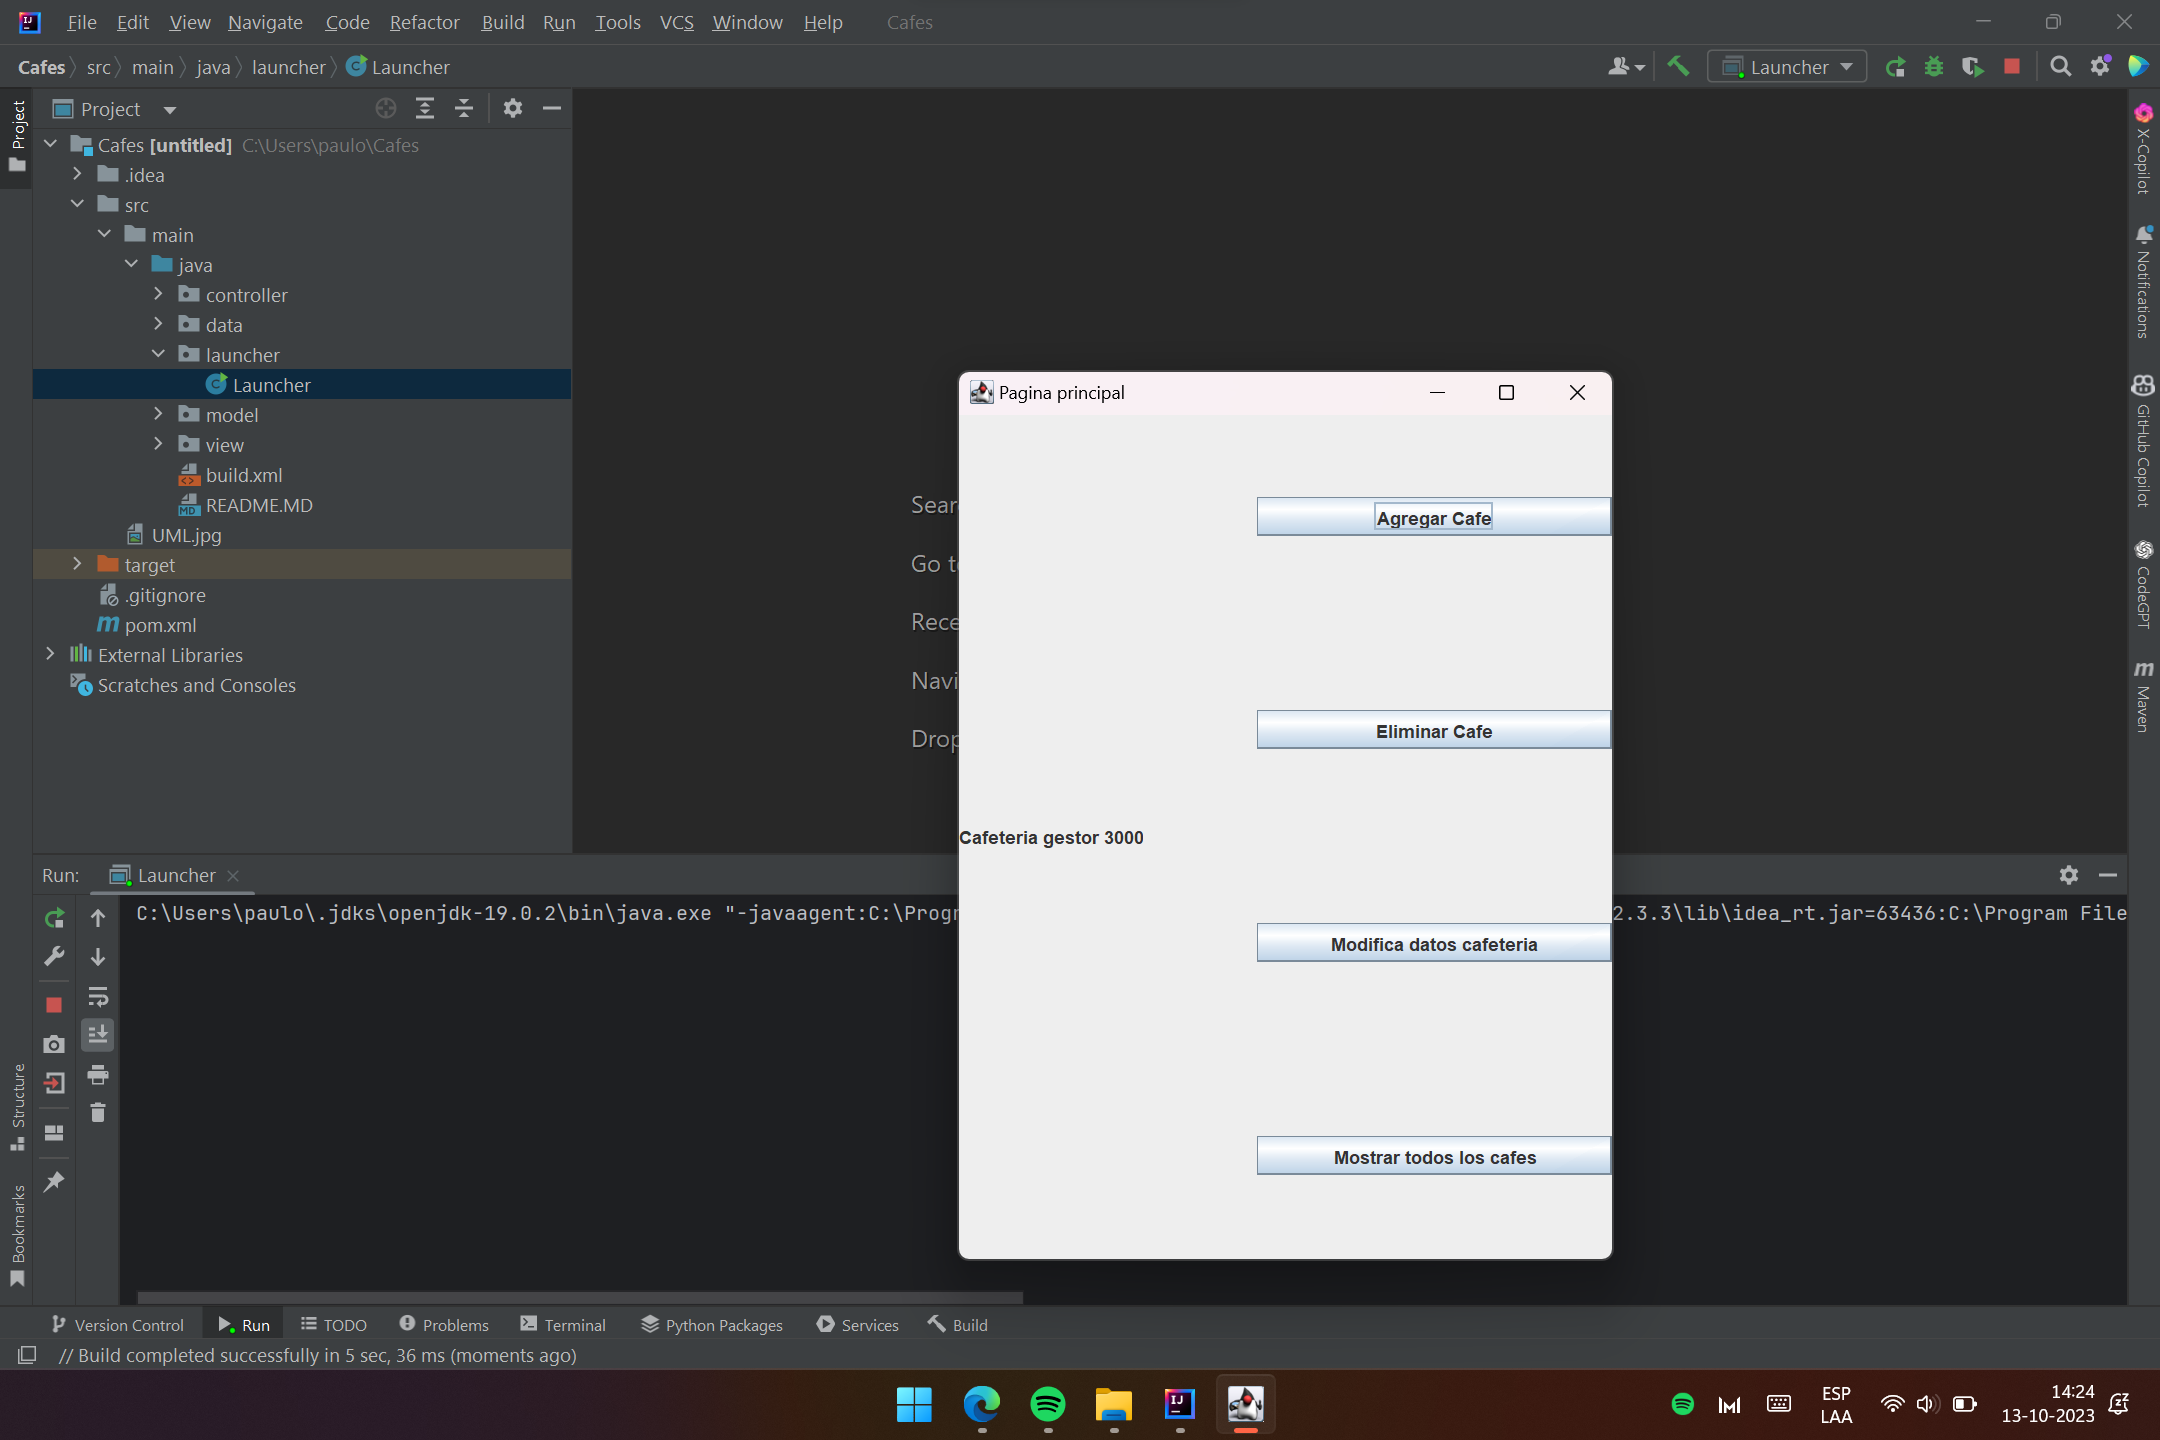 File Edit View Navigate Code Refactor Build Run Tools VCS Window Help Cafes
Cafes src main java launcher Launcher
Launcher
Project
Project
Cafes [untitled] C:\Users\paulo\Cafes
.idea
src
main
java
controller
data
launcher
Launcher
model
view
build.xml
README.MD
UML.jpg
target
.gitignore
pom.xml
External Libraries
Scratches and Consoles
Sear
Go t
Rece
Navi
Drop
Pagina principal
Agregar Cafe
Eliminar Cafe
Cafeteria gestor 3000
Modifica datos cafeteria
Mostrar todos los cafes
X-Copilot
Notifications
GitHub Copilot
CodeGPT
Maven
Run: Launcher
C:\Users\paulo\.jdks\openjdk-19.0.2\bin\java.exe "-javaagent:C:\Progr
2.3.3\lib\idea_rt.jar=63436:C:\Program File
Structure
Bookmarks
Version Control Run TODO Problems Terminal Python Packages Services Build
// Build completed successfully in 5 sec, 36 ms (moments ago)
ESP
LAA
14:24
13-10-2023